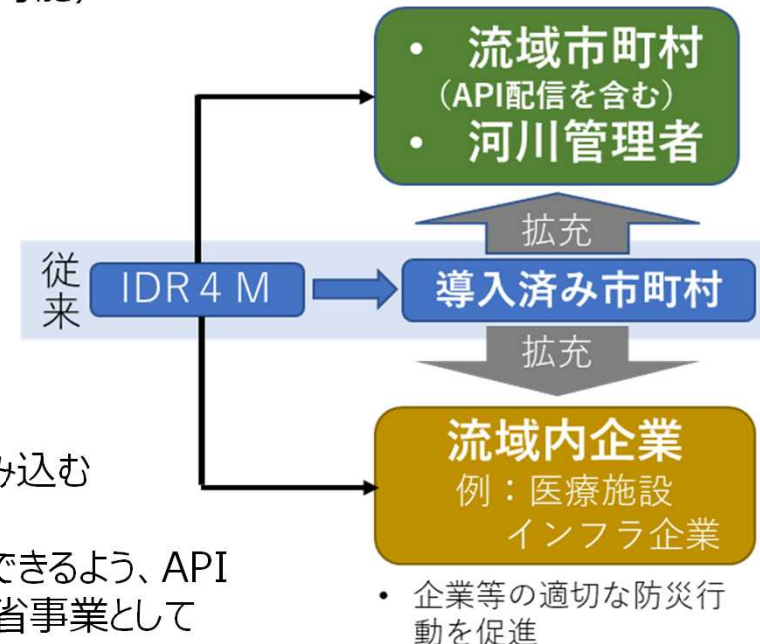 • 流域市町村
（API配信を含む）
• 河川管理者
拡充
従来
IDR４M
導入済み市町村
拡充
流域内企業
例：医療施設
インフラ企業
み込む
できるよう、API
省事業として
• 企業等の適切な防災行
動を促進